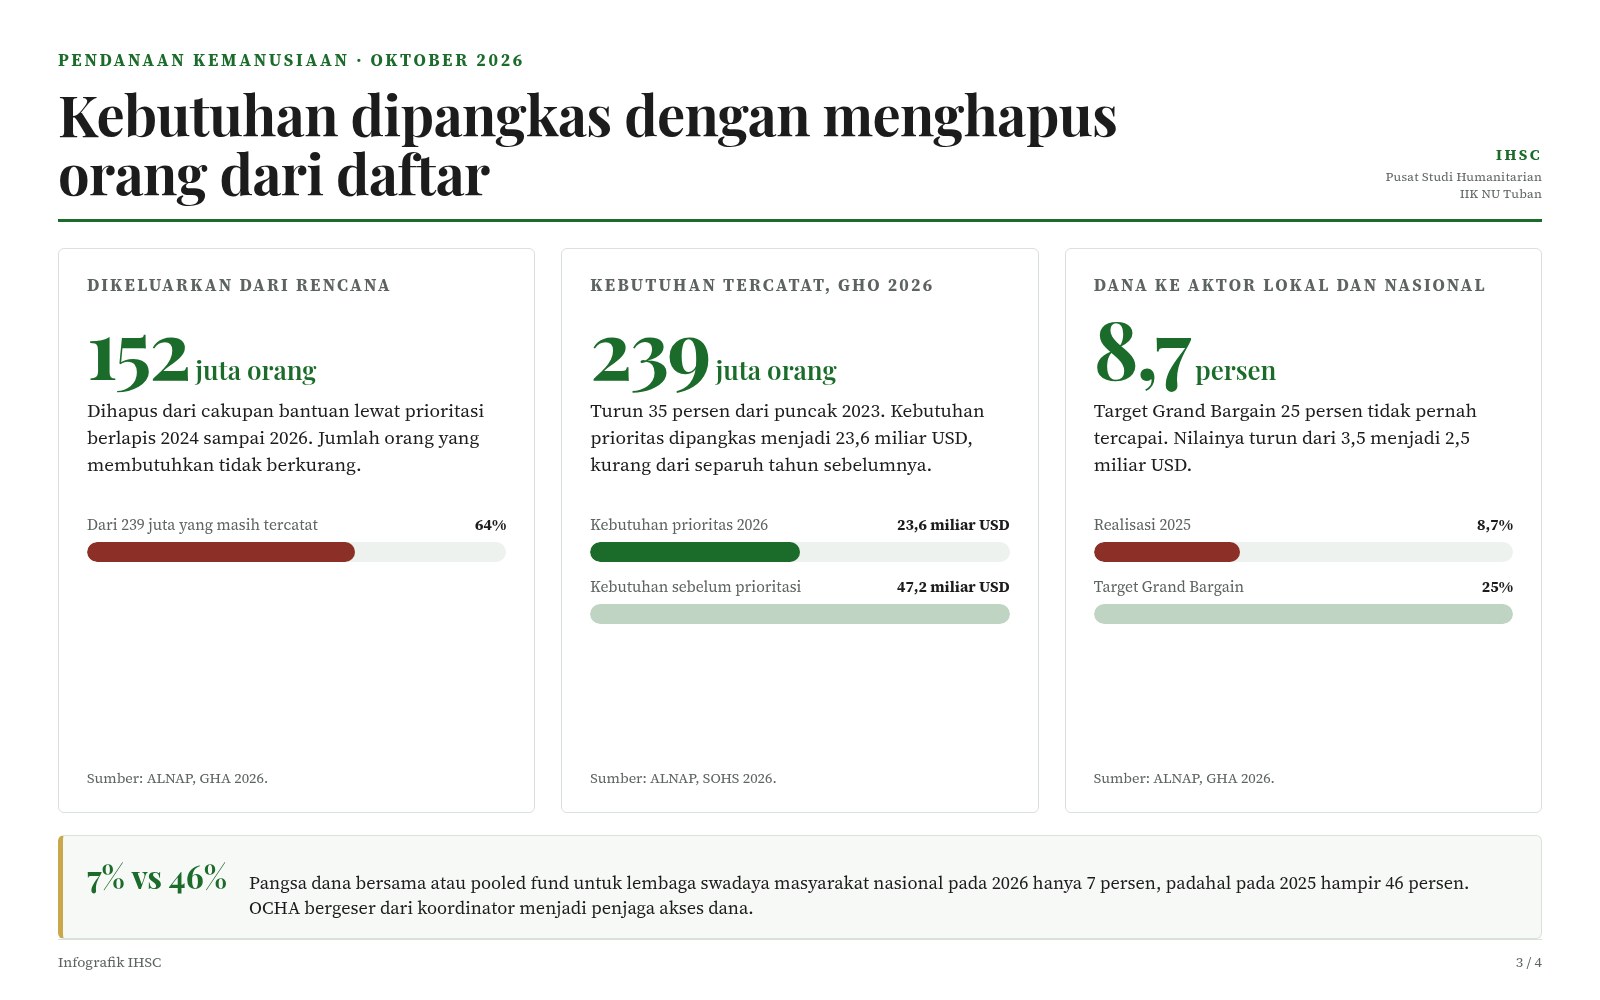 PENDANAAN KEMANUSIAAN · OKTOBER 2026
Kebutuhan dipangkas dengan menghapus
orang dari daftar
IHSC
Pusat Studi Humanitarian
IIK NU Tuban
DIKELUARKAN DARI RENCANA
152 juta orang
Dihapus dari cakupan bantuan lewat prioritasi
berlapis 2024 sampai 2026. Jumlah orang yang
membutuhkan tidak berkurang.
Dari 239 juta yang masih tercatat 64%
Sumber: ALNAP, GHA 2026.
KEBUTUHAN TERCATAT, GHO 2026
239 juta orang
Turun 35 persen dari puncak 2023. Kebutuhan
prioritas dipangkas menjadi 23,6 miliar USD,
kurang dari separuh tahun sebelumnya.
Kebutuhan prioritas 2026 23,6 miliar USD
Kebutuhan sebelum prioritasi 47,2 miliar USD
Sumber: ALNAP, SOHS 2026.
DANA KE AKTOR LOKAL DAN NASIONAL
8,7 persen
Target Grand Bargain 25 persen tidak pernah
tercapai. Nilainya turun dari 3,5 menjadi 2,5
miliar USD.
Realisasi 2025 8,7%
Target Grand Bargain 25%
Sumber: ALNAP, GHA 2026.
7% vs 46%
Pangsa dana bersama atau pooled fund untuk lembaga swadaya masyarakat nasional pada 2026 hanya 7 persen, padahal pada 2025 hampir 46 persen.
OCHA bergeser dari koordinator menjadi penjaga akses dana.
Infografik IHSC
3 / 4